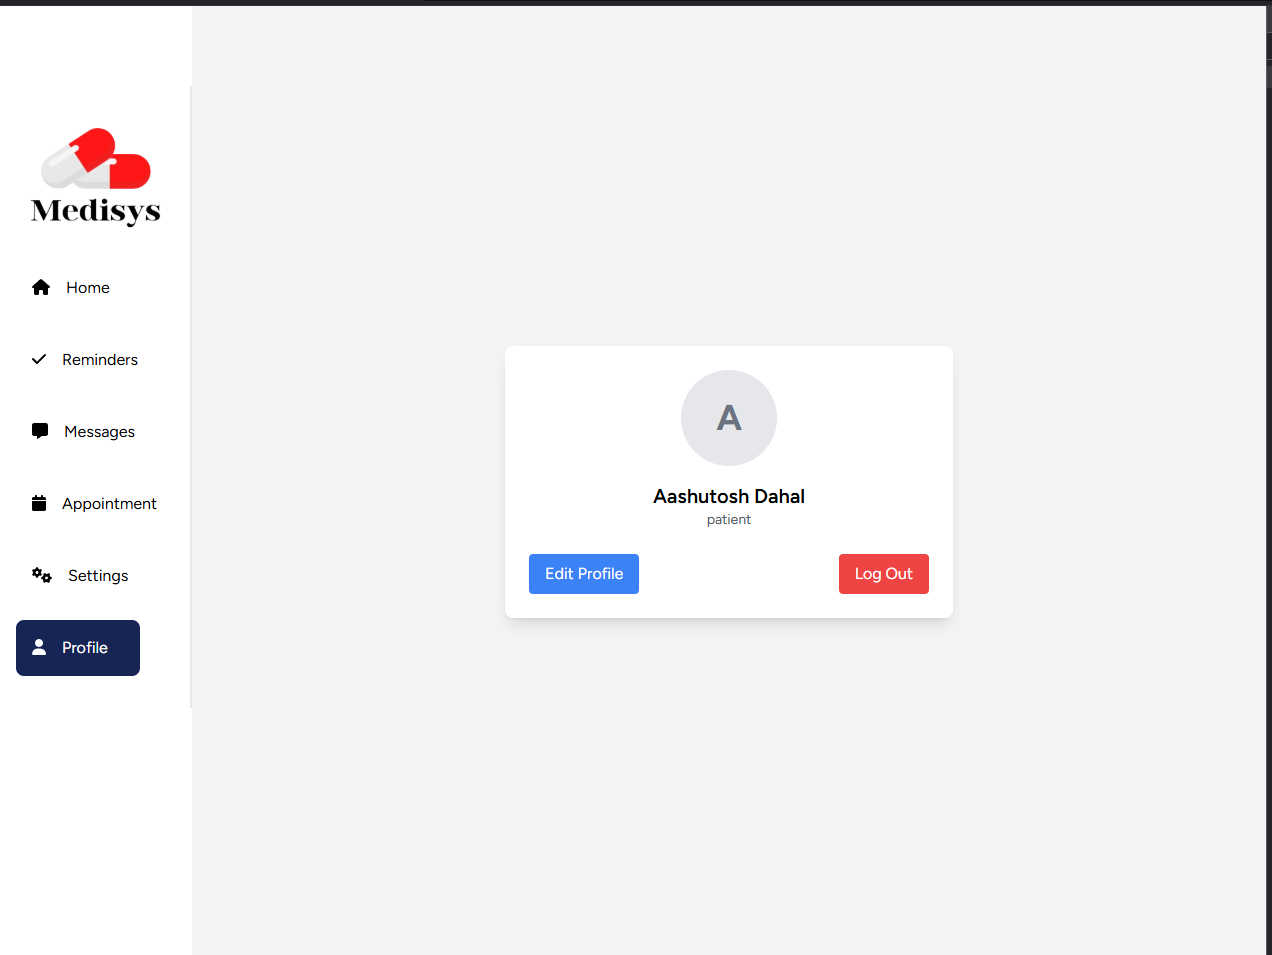 Medisys
Home
Reminders
Messages
Appointment
Settings
Profile
A
Aashutosh Dahal
patient
Edit Profile
Log Out